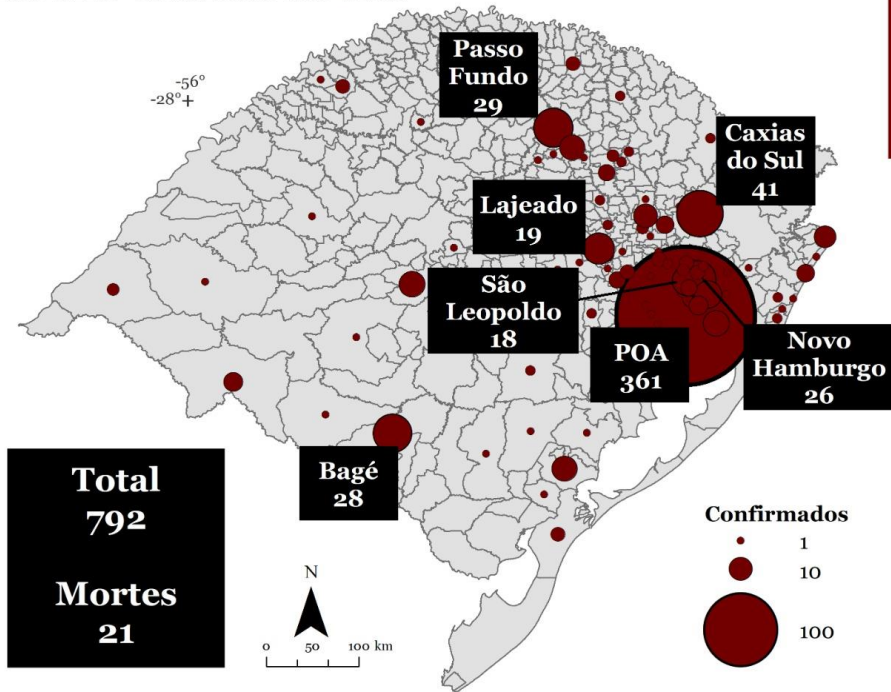 -56°
-28°
Passo
Fundo
29
Caxias
do Sul
41
Lajeado
19
São
Leopoldo
18
POA
361
Novo
Hamburgo
26
Bagé
28
Total
792
Mortes
21
N
0 50 100 km
Confirmados
1
10
100